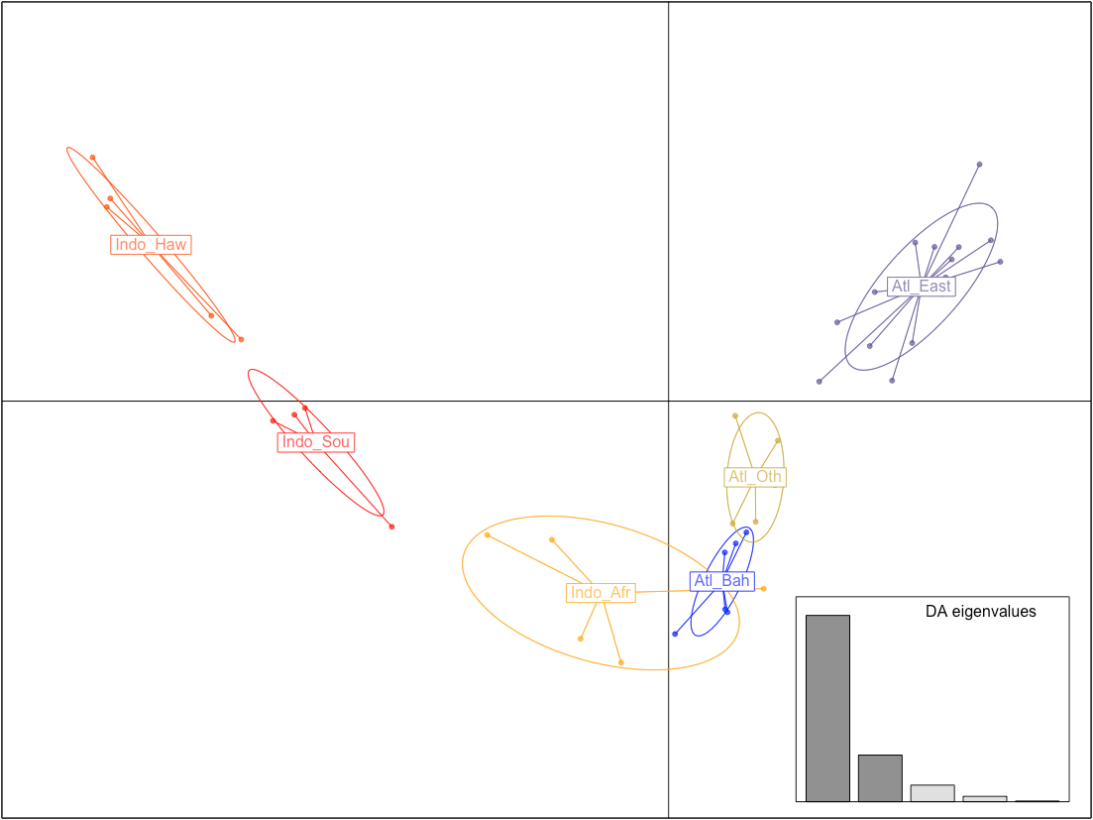 Indo_Haw
Atl_East
Indo_Sou
Atl_Oth
Atl_Bah
Indo_Afr
DA eigenvalues